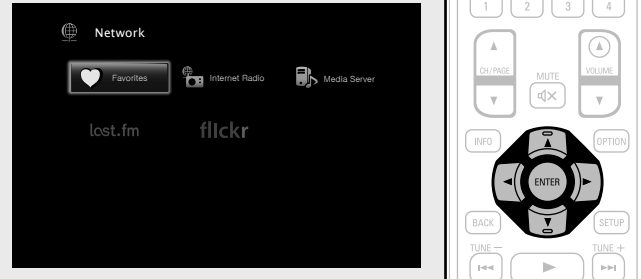 Network
Favorites
Internet Radio
Media Server
lost.fm
flickr
1 2 3 4
CH/PAGE
MUTE
VOLUME
INFO
OPTION
ENTER
BACK
SETUP
TUNE −
TUNE +